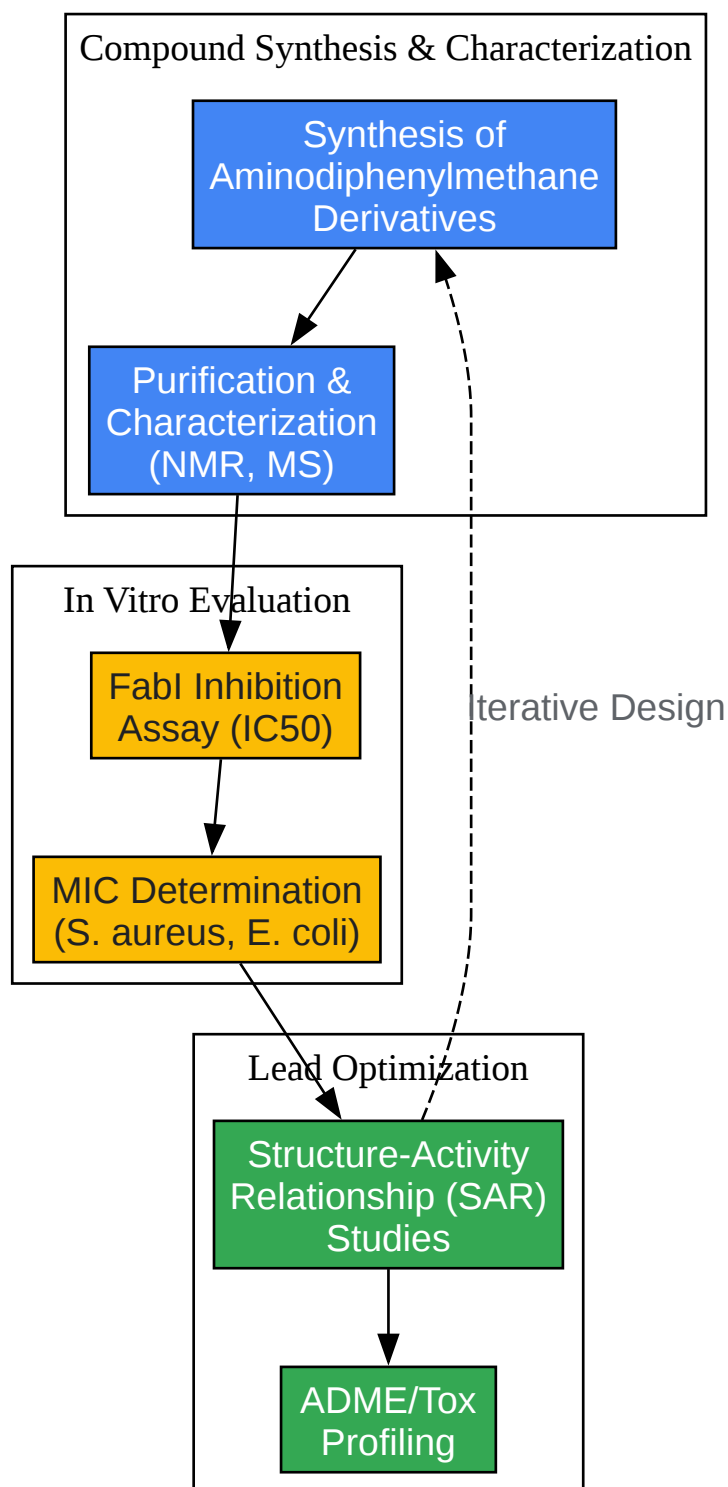 Compound Synthesis & Characterization
Synthesis of
Aminodiphenylmethane
Derivatives
Purification &
Characterization
(NMR, MS)
In Vitro Evaluation
FabI Inhibition
Assay (IC50)
Iterative Design
MIC Determination
(S. aureus, E. coli)
Lead Optimization
Structure-Activity
Relationship (SAR)
Studies
ADME/Tox
Profiling